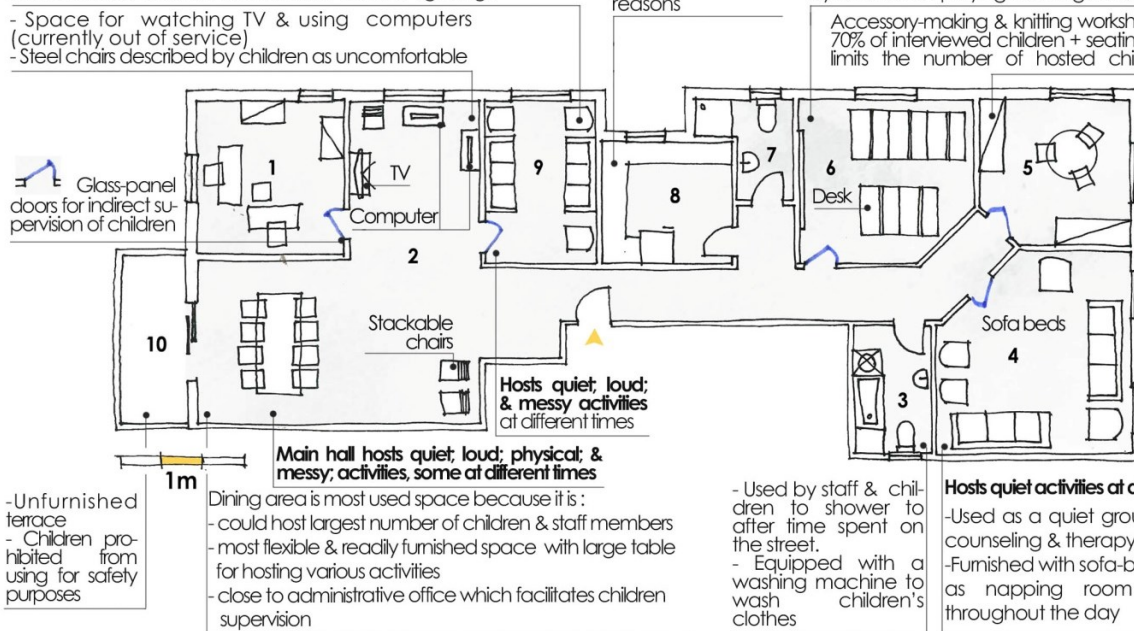 - Space for watching TV & using computers
(currently out of service)
- Steel chairs described by children as uncomfortable
reasons
Accessory-making & knitting worksh
70% of interviewed children + seatin
limits the number of hosted chi
Glass-panel
doors for indirect su-
pervision of children
1
TV
Computer
2
9
8
7
6
Desk
5
10
Stackable
chairs
Sofa beds
4
3
Hosts quiet; loud;
& messy activities
at different times
1m
Main hall hosts quiet; loud; physical; &
messy; activities, some at different times
Dining area is most used space because it is :
- could host largest number of children & staff members
- most flexible & readily furnished space with large table
for hosting various activities
- close to administrative office which facilitates children
supervision
-Unfurnished
terrace
- Children pro-
hibited from
using for safety
purposes
- Used by staff & chil-
dren to shower to
after time spent on
the street.
- Equipped with a
washing machine to
wash children's
clothes
Hosts quiet activities at
-Used as a quiet grou
counseling & therapy
-Furnished with sofa-b
as napping room
throughout the day